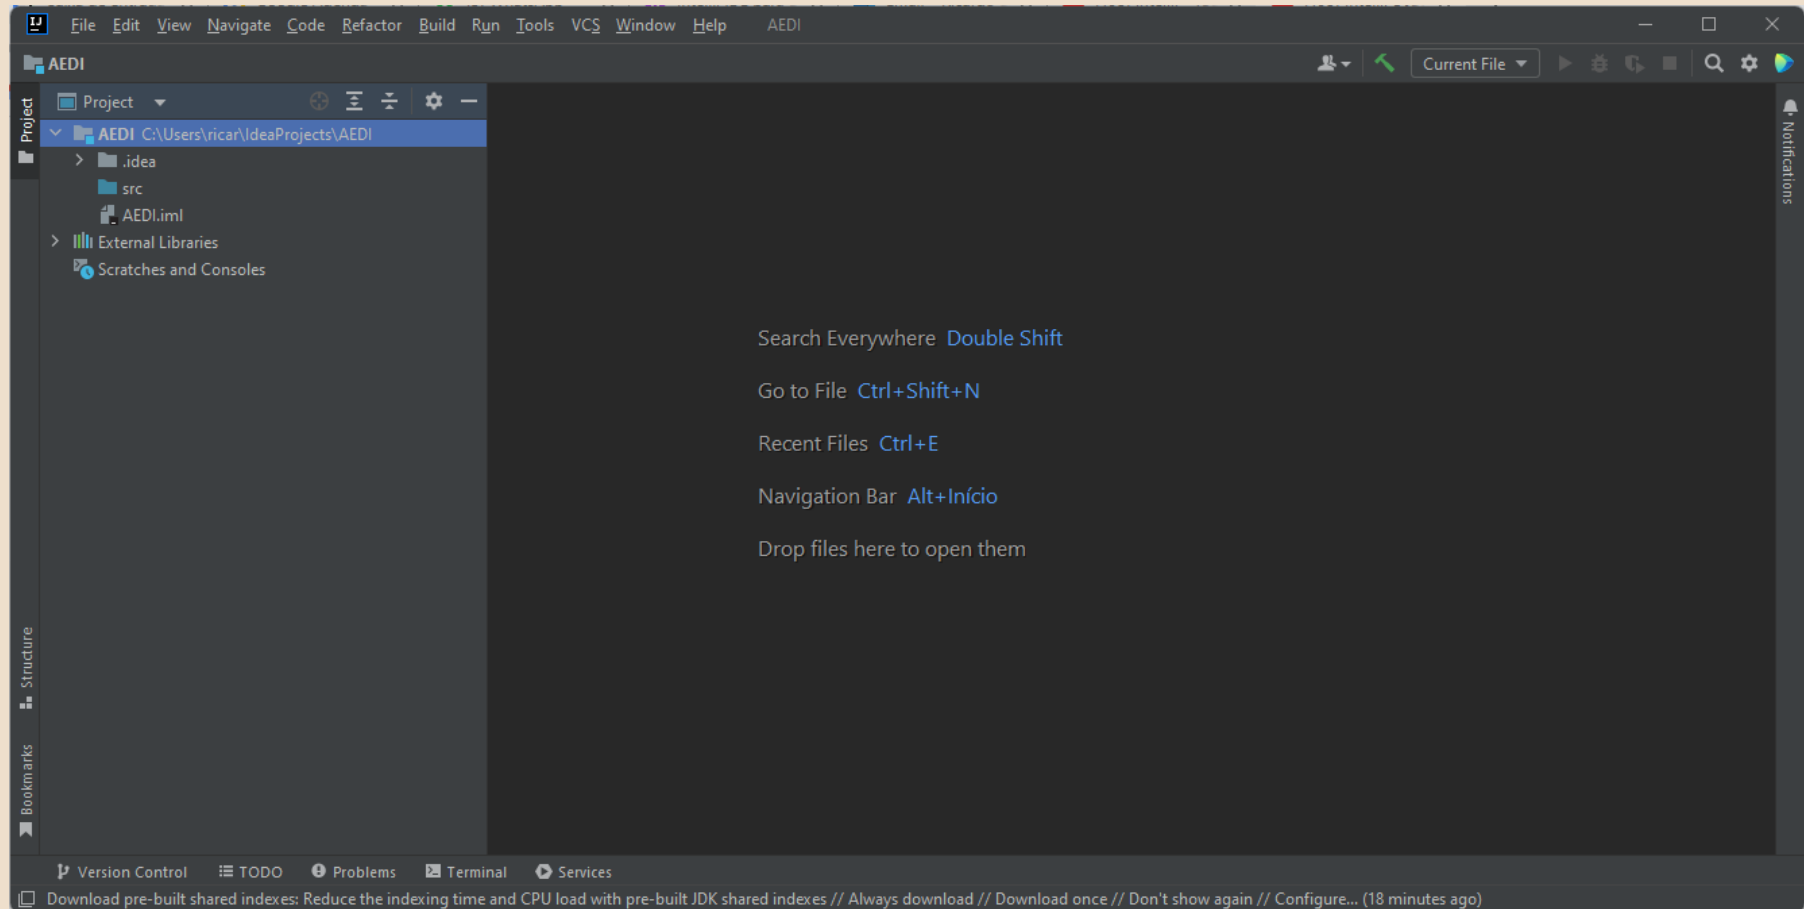 IJ File Edit View Navigate Code Refactor Build Run Tools VCS Window Help AEDI
AEDI Current File
Project
Project
AEDI C:\Users\ricar\IdeaProjects\AEDI
.idea
src
AEDI.iml
External Libraries
Scratches and Consoles
Search Everywhere Double Shift
Go to File Ctrl+Shift+N
Recent Files Ctrl+E
Navigation Bar Alt+Início
Drop files here to open them
Notifications
Structure
Bookmarks
Version Control TODO Problems Terminal Services
Download pre-built shared indexes: Reduce the indexing time and CPU load with pre-built JDK shared indexes // Always download // Download once // Don't show again // Configure... (18 minutes ago)